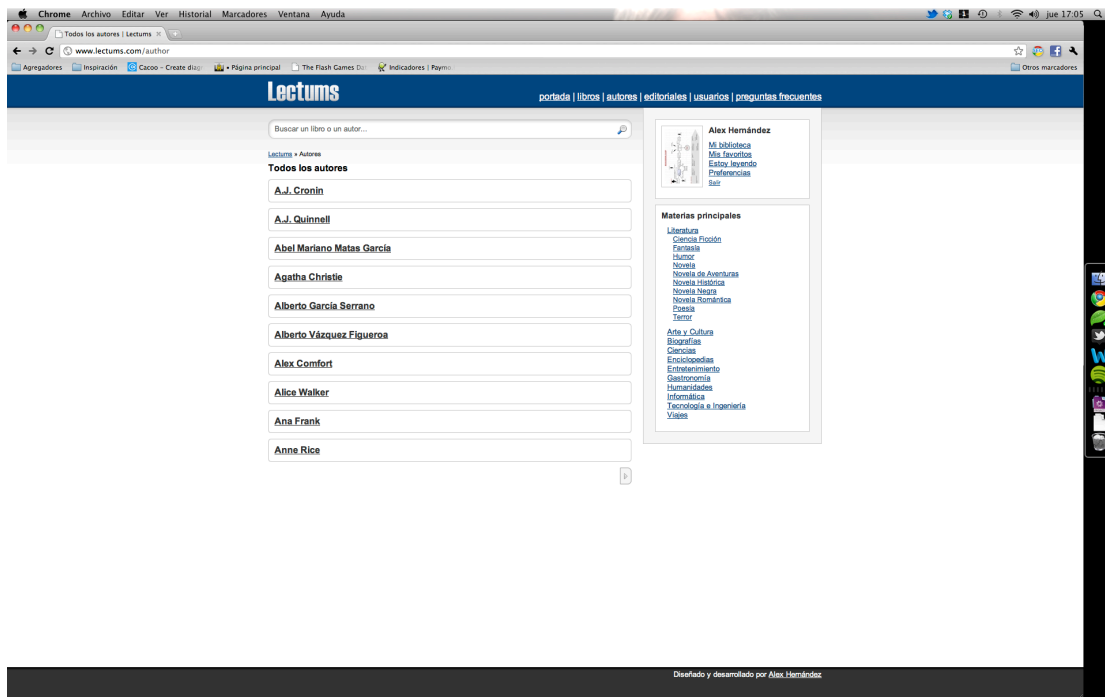 Chrome Archivo Editar Ver Historial Marcadores Ventana Ayuda
jue 17:05
Todos los autores | Lectums
www.lectums.com/author
Agregadores Inspiración Cacoo - Create diag Página principal The Flash Games Da Indicadores | Paymo
Otros marcadores
Lectums
portada | libros | autores | editoriales | usuarios | preguntas frecuentes
Buscar un libro o un autor...
Lectums » Autores
Todos los autores
A.J. Cronin
A.J. Quinnell
Abel Mariano Matas García
Agatha Christie
Alberto García Serrano
Alberto Vázquez Figueroa
Alex Comfort
Alice Walker
Ana Frank
Anne Rice
Alex Hernández
Mi biblioteca
Mis favoritos
Estoy leyendo
Preferencias
Salir
Materias principales
Literatura
Ciencia Ficción
Fantasía
Humor
Novela
Novela de Aventuras
Novela Histórica
Novela Negra
Novela Romántica
Poesía
Terror
Arte y Cultura
Biografías
Ciencias
Enciclopedias
Entretenimiento
Gastronomía
Humanidades
Informática
Tecnología e Ingeniería
Viajes
Diseñado y desarrollado por Alex Hernández